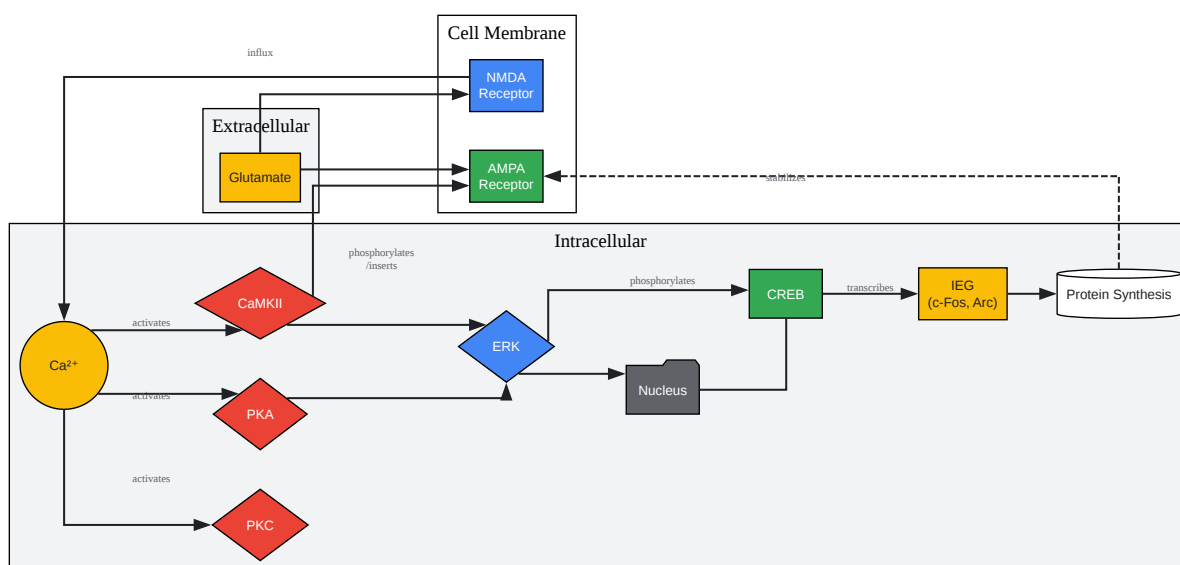 Cell Membrane
influx
NMDA
Receptor
Extracellular
Glutamate
AMPA
Receptor
stabilizes
Intracellular
phosphorylates
/inserts
CaMKII
activates
phosphorylates
CREB
transcribes
IEG
(c-Fos, Arc)
Protein Synthesis
Ca²⁺
ERK
activates
PKA
Nucleus
activates
PKC